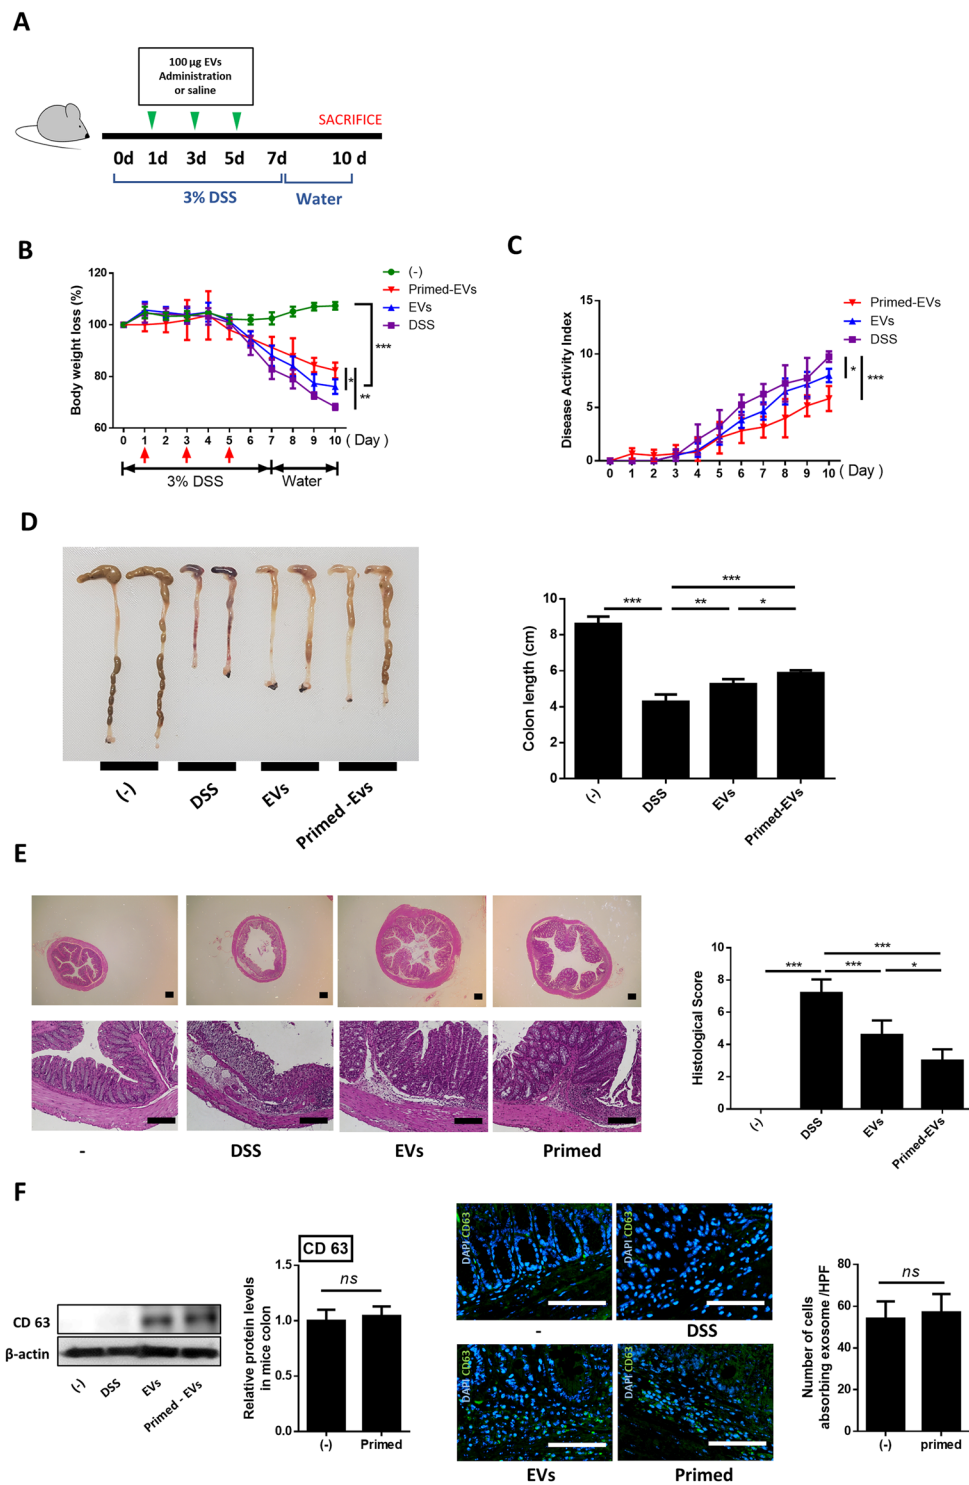 A
100 µg EVs
Administration
or saline
SACRIFICE
0d 1d 3d 5d 7d 10 d
3% DSS Water
B
Body weight loss (%)
120
100
80
60
0 1 2 3 4 5 6 7 8 9 10 ( Day )
3% DSS Water
(-)
Primed-EVs
EVs
DSS
***
*
**
C
Disease Activity Index
15
10
5
0
0 1 2 3 4 5 6 7 8 9 10 ( Day )
Primed-EVs
EVs
DSS
*
***
D
(-) DSS EVs Primed -Evs
Colon length (cm)
10
8
6
4
2
0
***
*** ** *
(-) DSS EVs Primed-EVs
E
- DSS EVs Primed
Histological Score
10
8
6
4
2
0
***
*** *** *
(-) DSS EVs Primed-EVs
F
CD 63
β-actin
(-) DSS EVs Primed - EVs
CD 63
Relative protein levels
in mice colon
1.5
1.0
0.5
0.0
ns
(-) Primed
DAPI CD63
DAPI CD63
- DSS
DAPI CD63
DAPI CD63
EVs Primed
Number of cells
absorbing exosome /HPF
80
60
40
20
0
ns
(-) primed